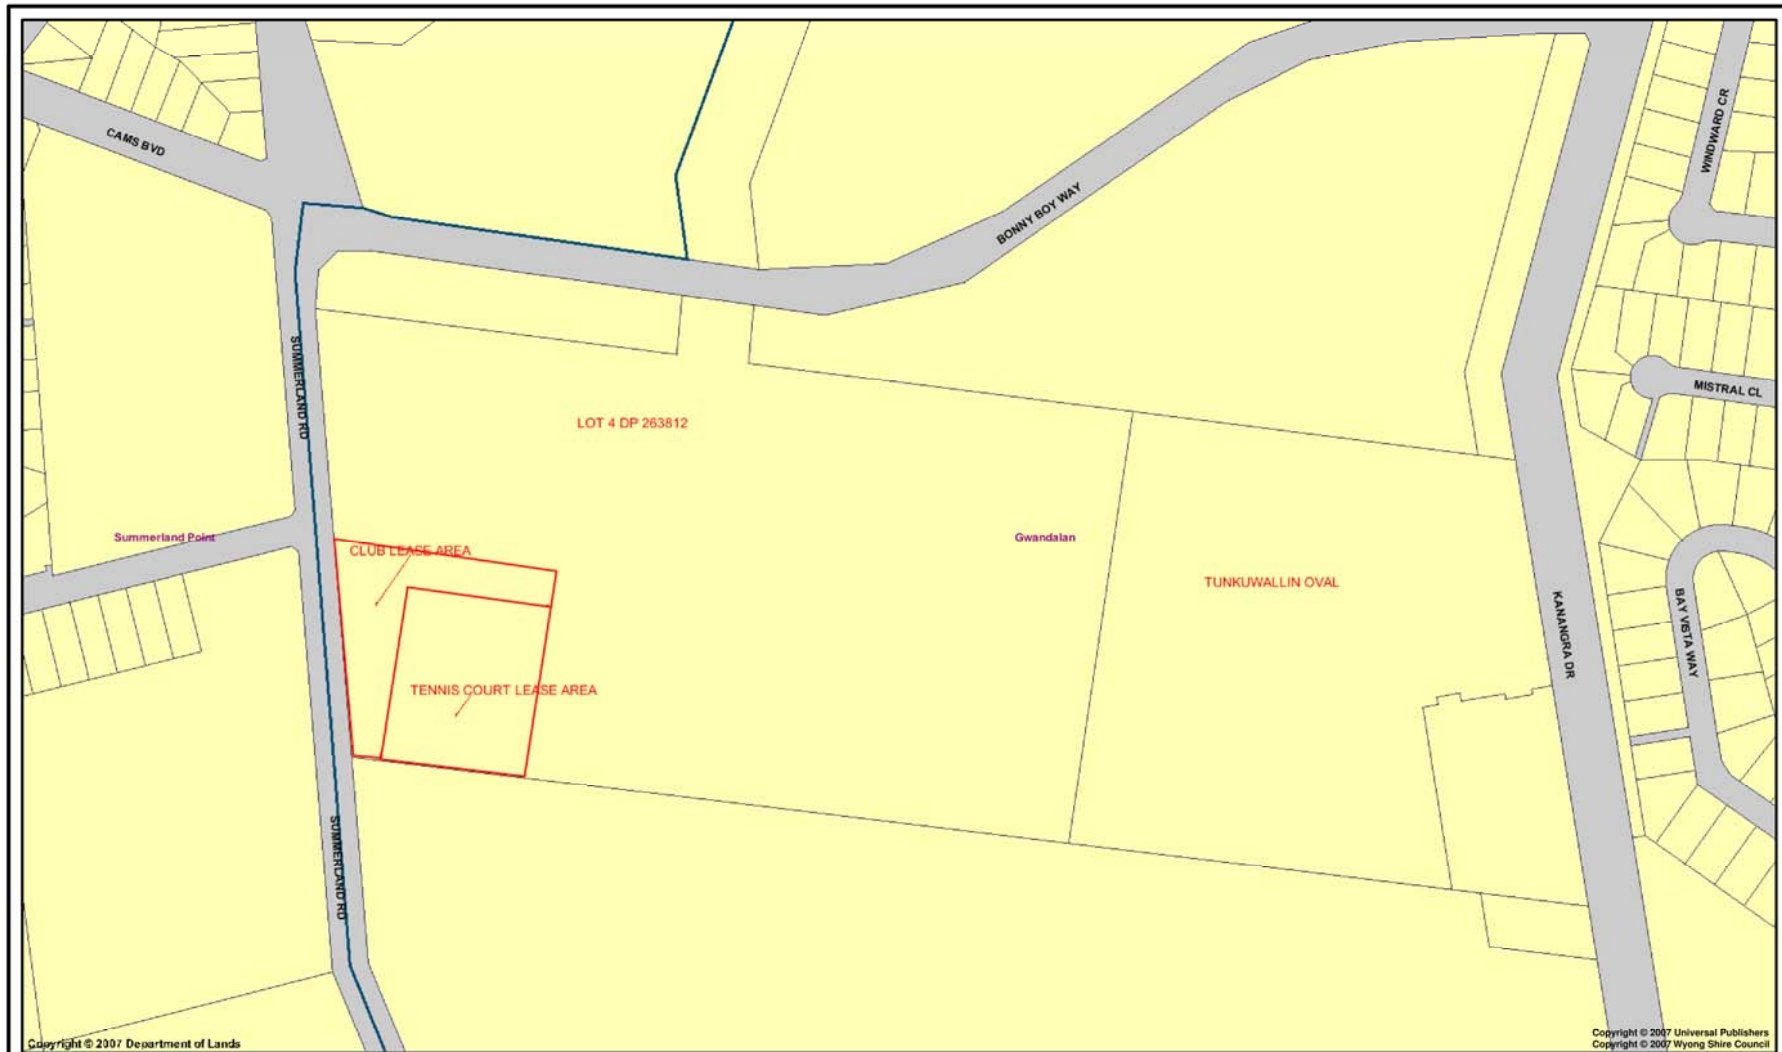 CAMS BVD
WINDWARD CR
BONNY BOY WAY
SUMMERLAND RD
MISTRAL CL
LOT 4 DP 263812
Summerland Point
Gwandalan
CLUB LEASE AREA
TUNKUWALLIN OVAL
KANANGRA DR
BAY VISTA WAY
TENNIS COURT LEASE AREA
SUMMERLAND RD
Copyright © 2007 Universal Publishers
Copyright © 2007 Department of Lands
Copyright © 2007 Wyong Shire Council